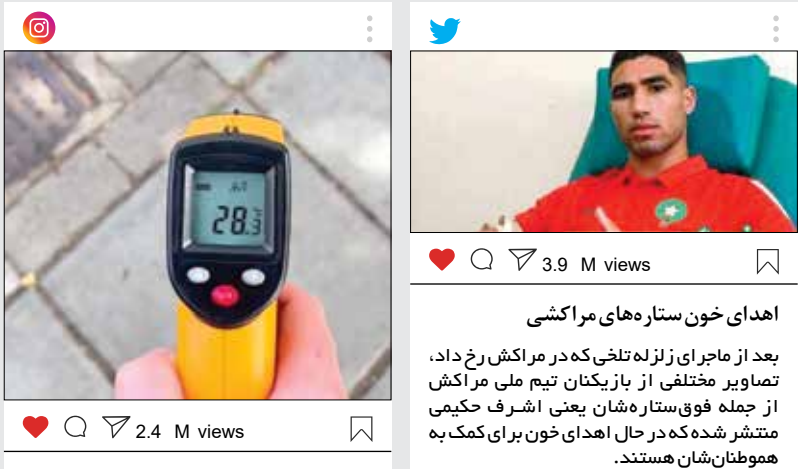 28.3
2.4 M views
3.9 M views
اهدای خون ستاره‌های مراکشی
بعد از ماجرای زلزله تلخی که در مراکش رخ داد،
تصاویر مختلفی از بازیکنان تیم ملی مراکش
از جمله فوق‌ستاره‌شان یعنی اشرف حکیمی
منتشر شده که در حال اهدای خون برای کمک به
هموطنان‌شان هستند.